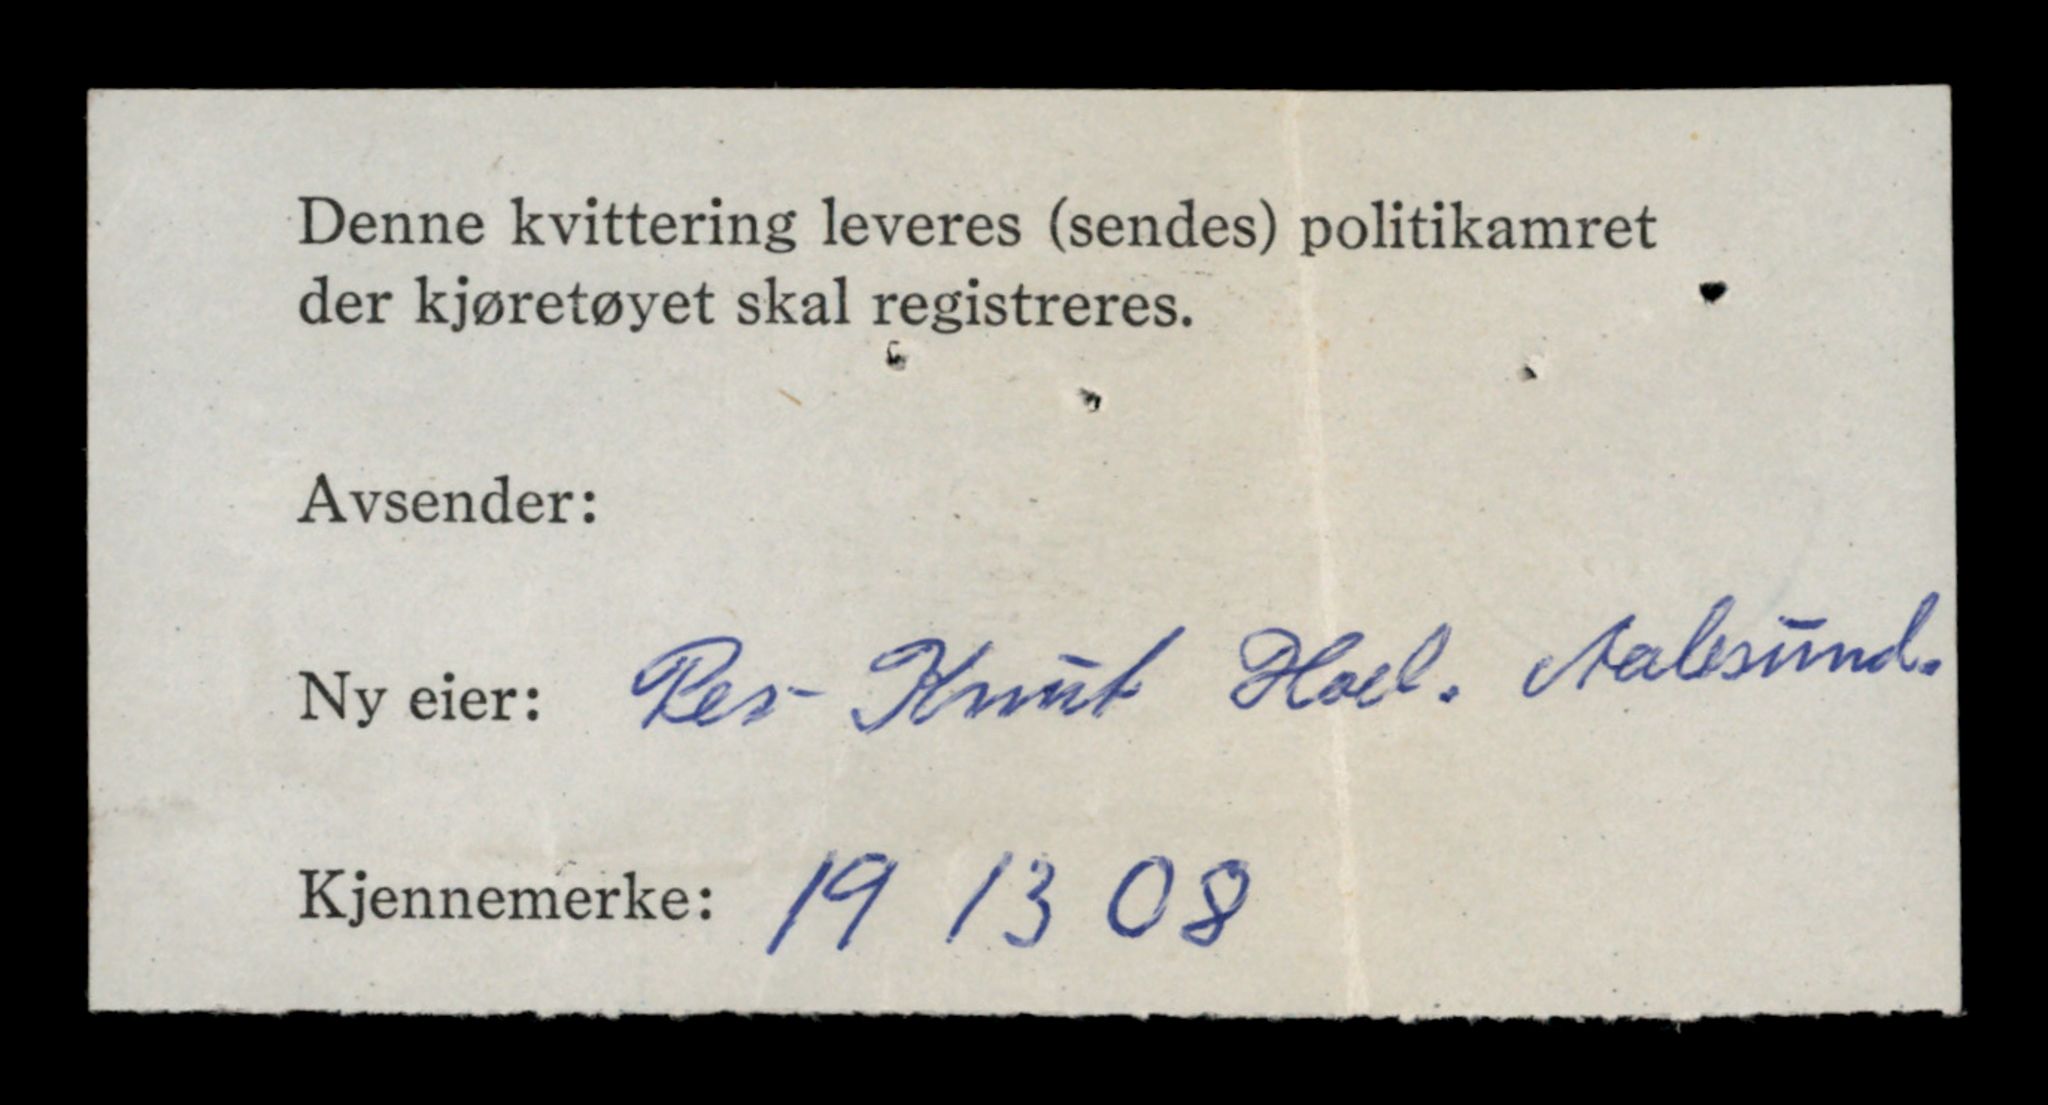 Denne kvittering leveres (sendes) politikamret
der kjøretøyet skal registreres.
Avsender:
Ny eier: Per-Knut Hoel. Aalesund.
Kjennemerke: 19 13 08